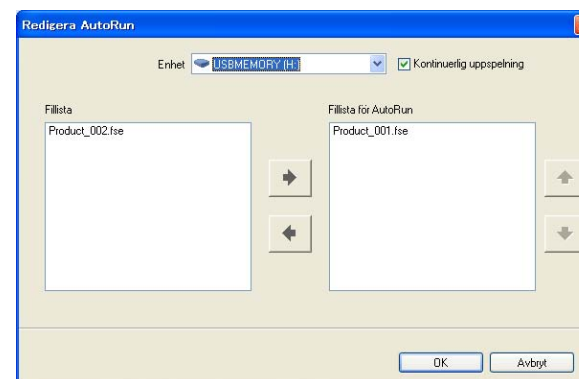 Redigera AutoRun
Enhet USBMEMORY (H:) Kontinuerlig uppspelning
Fillista Fillista för AutoRun
Product_002.fse Product_001.fse
OK Avbryt